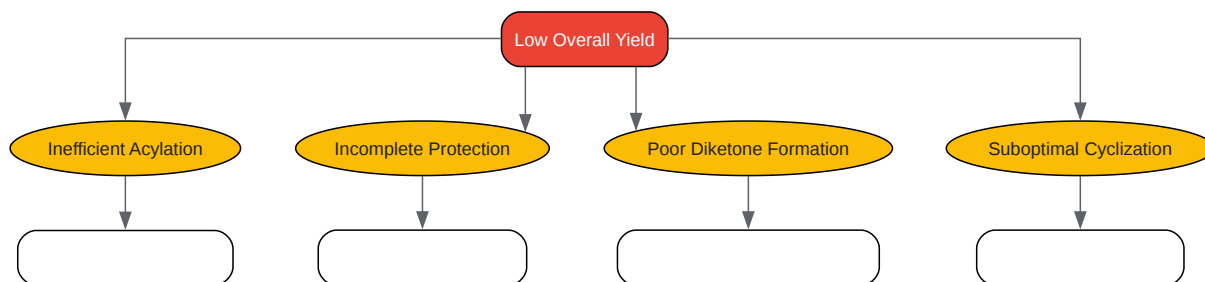 Low Overall Yield
Inefficient Acylation
Incomplete Protection
Poor Diketone Formation
Suboptimal Cyclization